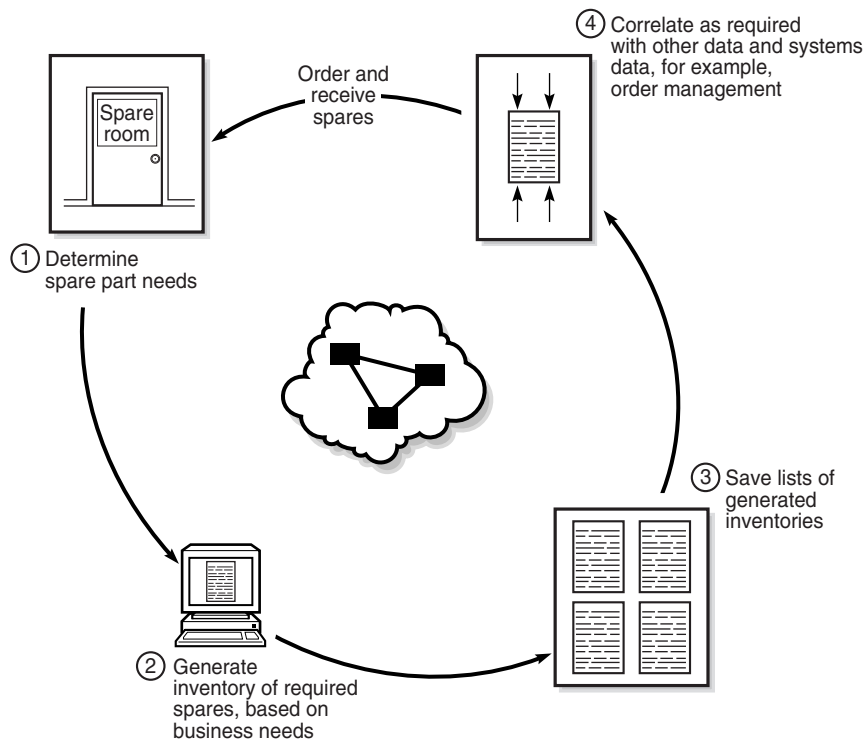 Spare
room
1 Determine
spare part needs
2 Generate
inventory of required
spares, based on
business needs
3 Save lists of
generated
inventories
4 Correlate as required
with other data and systems
data, for example,
order management
Order and
receive
spares